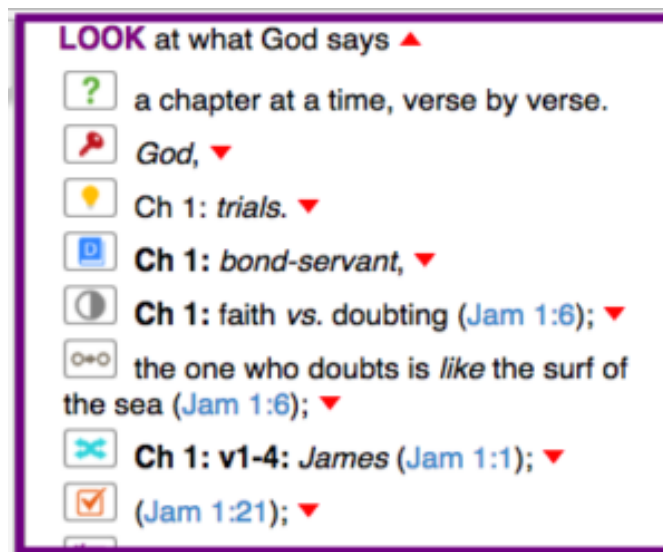 LOOK at what God says
? a chapter at a time, verse by verse.
God,
Ch 1: trials.
D Ch 1: bond-servant,
Ch 1: faith vs. doubting (Jam 1:6);
the one who doubts is like the surf of
the sea (Jam 1:6);
Ch 1: v1-4: James (Jam 1:1);
(Jam 1:21);